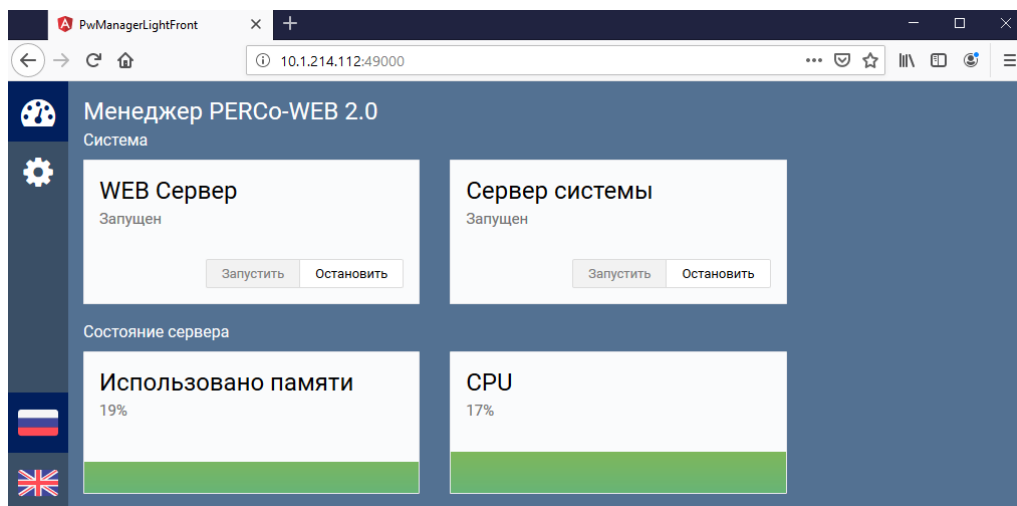 PwManagerLightFront
10.1.214.112:49000
Менеджер PERCo-WEB 2.0
Система
WEB Сервер
Запущен
Запустить Остановить
Сервер системы
Запущен
Запустить Остановить
Состояние сервера
Использовано памяти
19%
CPU
17%